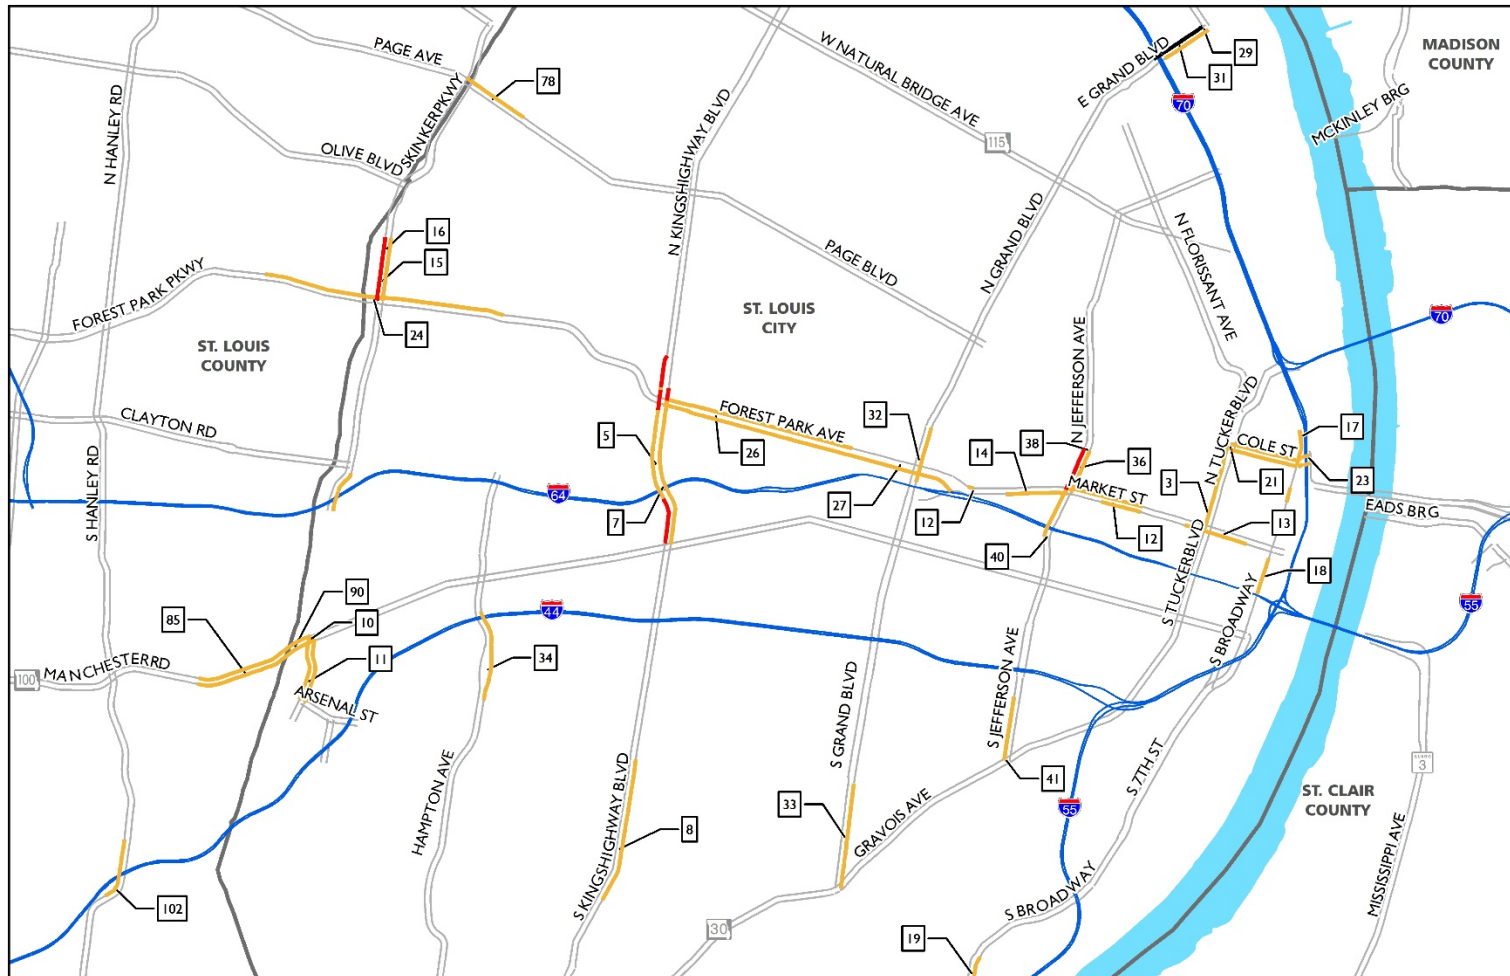 PAGE AVE
78
N HANLEY RD
OLIVE BLVD
SKINKER PKWY
N KINGSHIGHWAY BLVD
W NATURAL BRIDGE AVE
115
E GRAND BLVD
29
31
70
MADISON
COUNTY
MCKINLEY BRG
16
15
24
FOREST PARK PKWY
ST. LOUIS
COUNTY
ST. LOUIS
CITY
PAGE BLVD
N GRAND BLVD
N FLORISSANT AVE
70
N JEFFERSON AVE
CLAYTON RD
S HANLEY RD
5
7
64
FOREST PARK AVE
26
32
27
14
12
38
36
MARKET ST
12
40
N TUCKER BLVD
3
COLE ST
21
17
23
13
EADS BRG
18
55
S TUCKER BLVD
S BROADWAY
85
90
10
11
44
34
100
MANCHESTER RD
ARSENAL ST
HAMPTON AVE
S KINGSHIGHWAY BLVD
8
S GRAND BLVD
33
S JEFFERSON AVE
41
GRAVOIS AVE
55
S 7TH ST
ST. CLAIR
COUNTY
3
MISSISSIPPI AVE
102
30
S BROADWAY
19